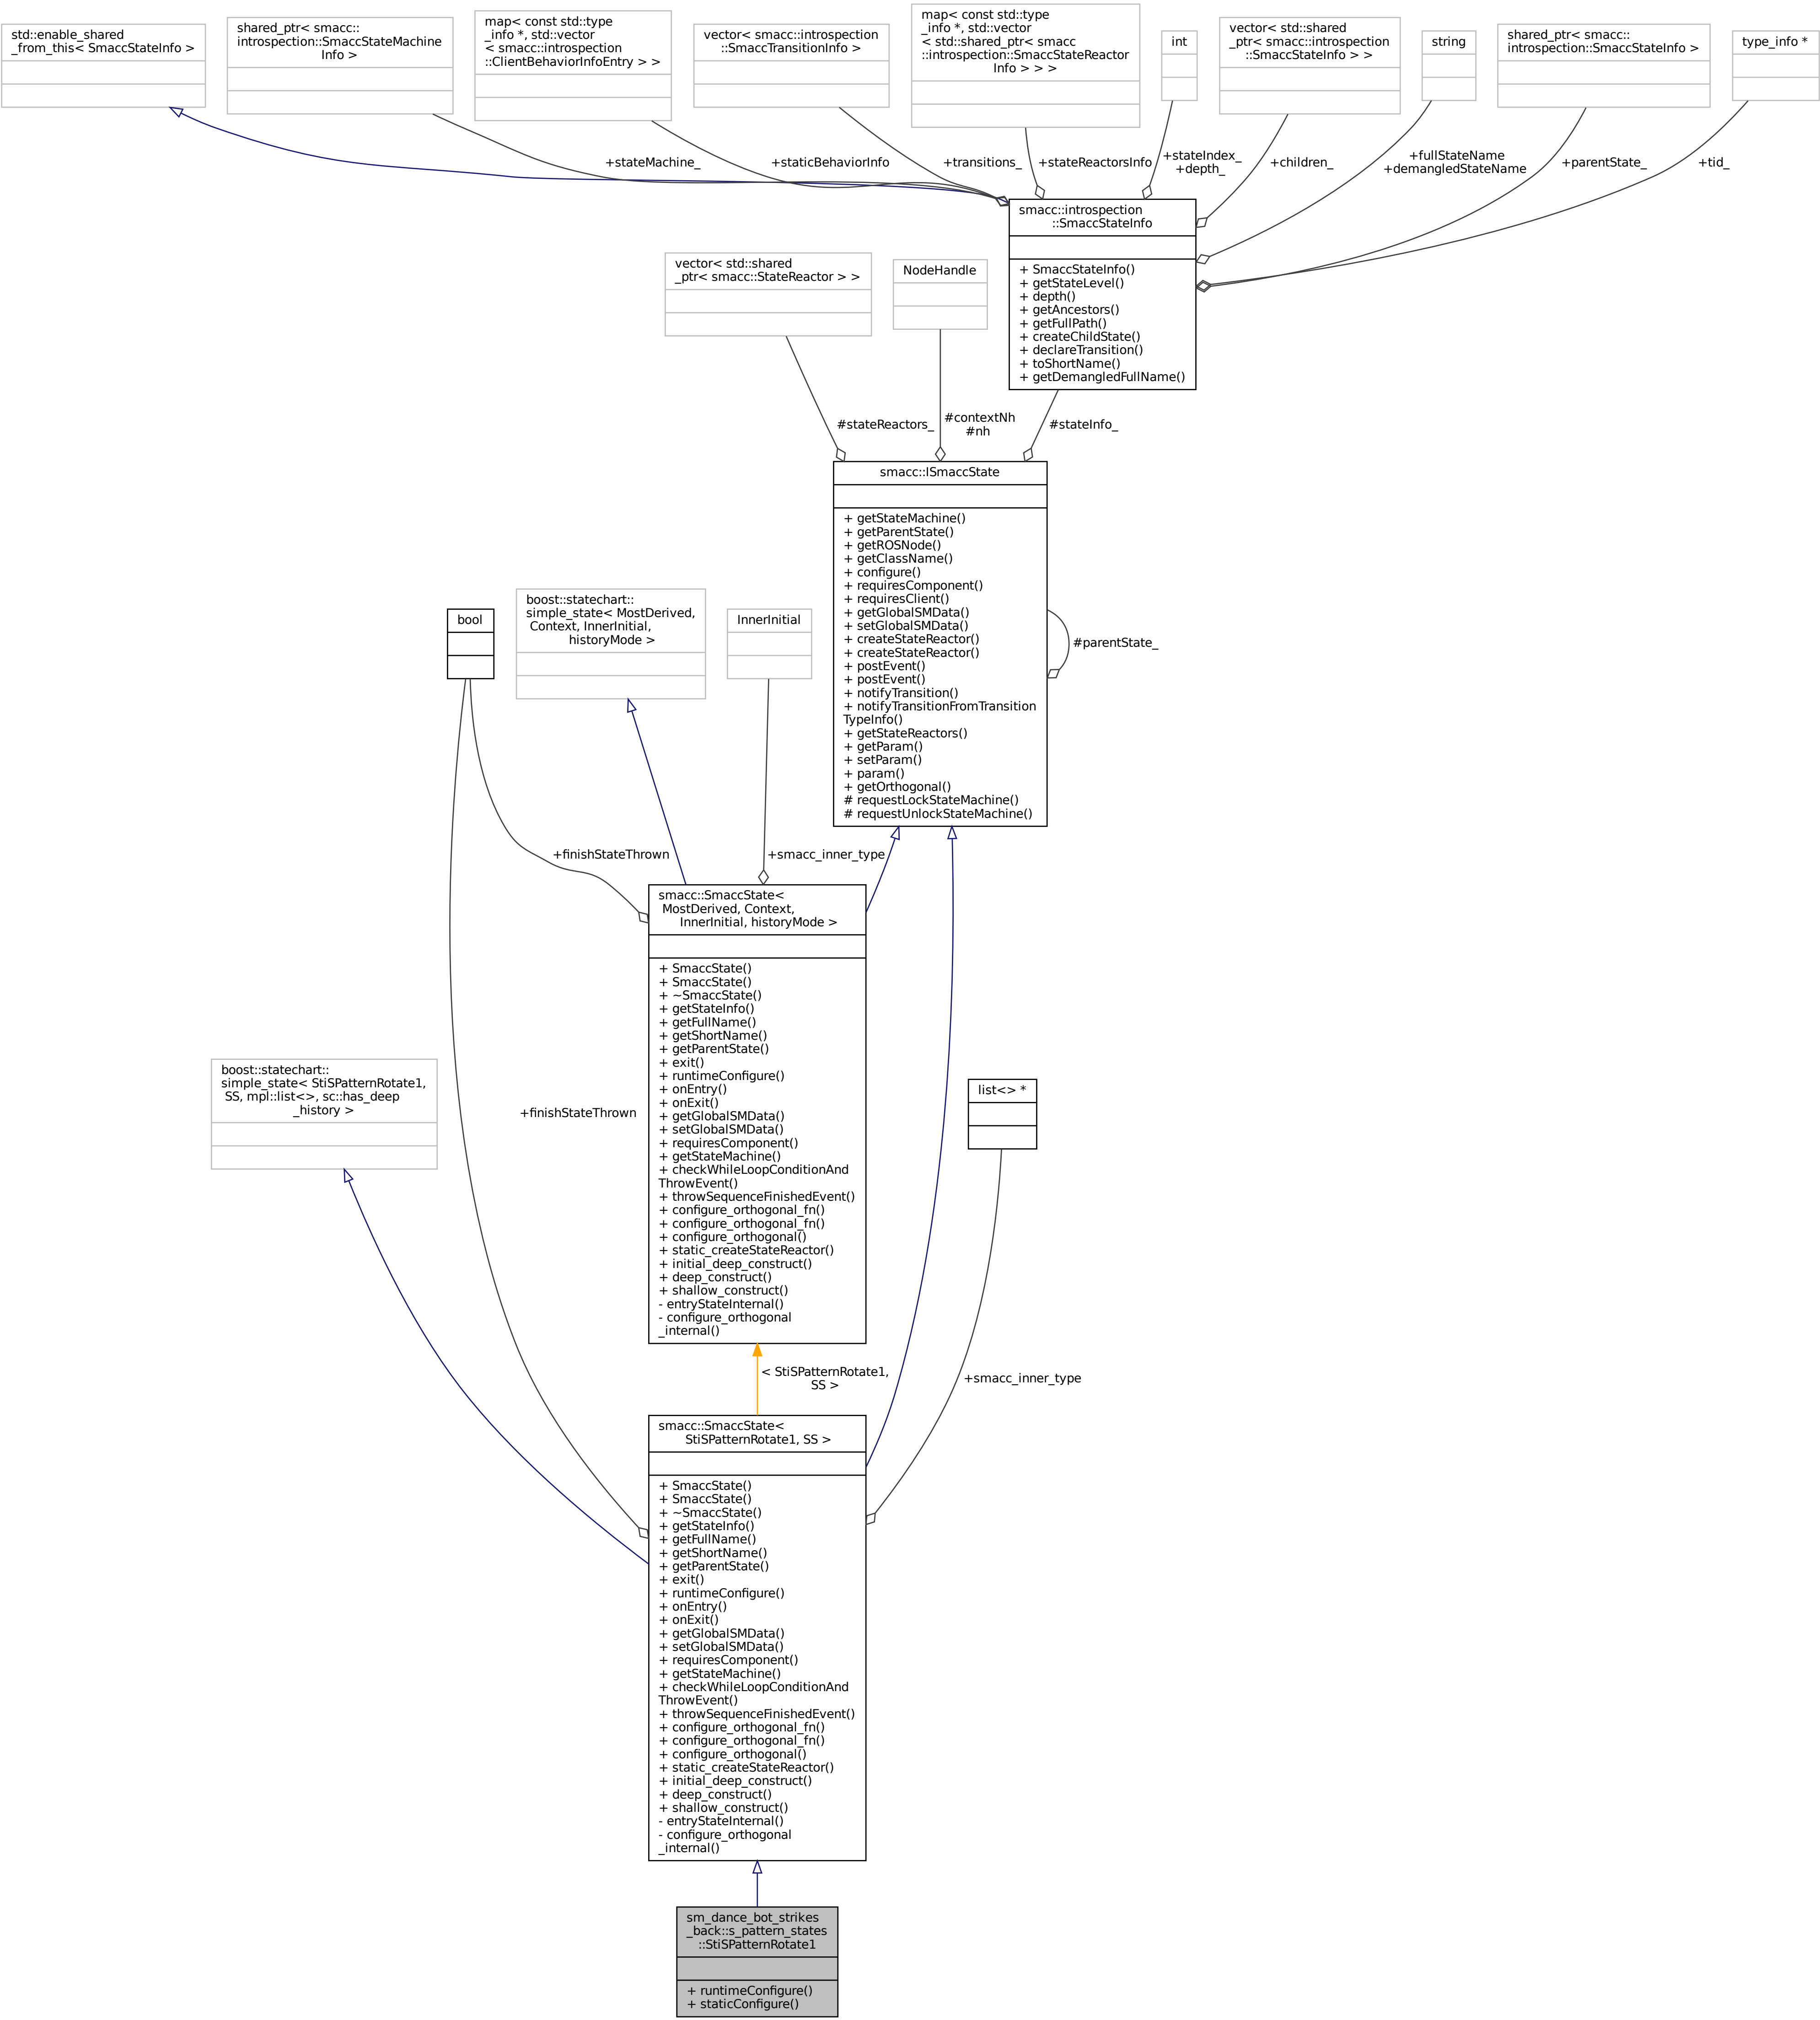 std::enable_shared
_from_this< SmaccStateInfo >
shared_ptr< smacc::
introspection::SmaccStateMachine
Info >
map< const std::type
_info *, std::vector
< smacc::introspection
::ClientBehaviorInfoEntry > >
vector< smacc::introspection
::SmaccTransitionInfo >
map< const std::type
_info *, std::vector
< std::shared_ptr< smacc
::introspection::SmaccStateReactor
Info > > >
int
vector< std::shared
_ptr< smacc::introspection
::SmaccStateInfo > >
string
shared_ptr< smacc::
introspection::SmaccStateInfo >
type_info *
+stateMachine_
+staticBehaviorInfo
+transitions_
+stateReactorsInfo
+stateIndex_
+depth_
+children_
+fullStateName
+demangledStateName
+parentState_
+tid_
smacc::introspection
::SmaccStateInfo
+ SmaccStateInfo()
+ getStateLevel()
+ depth()
+ getAncestors()
+ getFullPath()
+ createChildState()
+ declareTransition()
+ toShortName()
+ getDemangledFullName()
vector< std::shared
_ptr< smacc::StateReactor > >
NodeHandle
#stateReactors_
#contextNh
#nh
#stateInfo_
smacc::ISmaccState
+ getStateMachine()
+ getParentState()
+ getROSNode()
+ getClassName()
+ configure()
+ requiresComponent()
+ requiresClient()
+ getGlobalSMData()
+ setGlobalSMData()
+ createStateReactor()
+ createStateReactor()
+ postEvent()
+ postEvent()
+ notifyTransition()
+ notifyTransitionFromTransition
TypeInfo()
+ getStateReactors()
+ getParam()
+ setParam()
+ param()
+ getOrthogonal()
# requestLockStateMachine()
# requestUnlockStateMachine()
#parentState_
bool
boost::statechart::
simple_state< MostDerived,
Context, InnerInitial,
historyMode >
InnerInitial
+finishStateThrown
+smacc_inner_type
smacc::SmaccState<
MostDerived, Context,
InnerInitial, historyMode >
+ SmaccState()
+ SmaccState()
+ ~SmaccState()
+ getStateInfo()
+ getFullName()
+ getShortName()
+ getParentState()
+ exit()
+ runtimeConfigure()
+ onEntry()
+ onExit()
+ getGlobalSMData()
+ setGlobalSMData()
+ requiresComponent()
+ getStateMachine()
+ checkWhileLoopConditionAnd
ThrowEvent()
+ throwSequenceFinishedEvent()
+ configure_orthogonal_fn()
+ configure_orthogonal_fn()
+ configure_orthogonal()
+ static_createStateReactor()
+ initial_deep_construct()
+ deep_construct()
+ shallow_construct()
- entryStateInternal()
- configure_orthogonal
_internal()
boost::statechart::
simple_state< StiSPatternRotate1,
SS, mpl::list<>, sc::has_deep
_history >
+finishStateThrown
list<> *
< StiSPatternRotate1,
SS >
+smacc_inner_type
smacc::SmaccState<
StiSPatternRotate1, SS >
+ SmaccState()
+ SmaccState()
+ ~SmaccState()
+ getStateInfo()
+ getFullName()
+ getShortName()
+ getParentState()
+ exit()
+ runtimeConfigure()
+ onEntry()
+ onExit()
+ getGlobalSMData()
+ setGlobalSMData()
+ requiresComponent()
+ getStateMachine()
+ checkWhileLoopConditionAnd
ThrowEvent()
+ throwSequenceFinishedEvent()
+ configure_orthogonal_fn()
+ configure_orthogonal_fn()
+ configure_orthogonal()
+ static_createStateReactor()
+ initial_deep_construct()
+ deep_construct()
+ shallow_construct()
- entryStateInternal()
- configure_orthogonal
_internal()
sm_dance_bot_strikes
_back::s_pattern_states
::StiSPatternRotate1
+ runtimeConfigure()
+ staticConfigure()